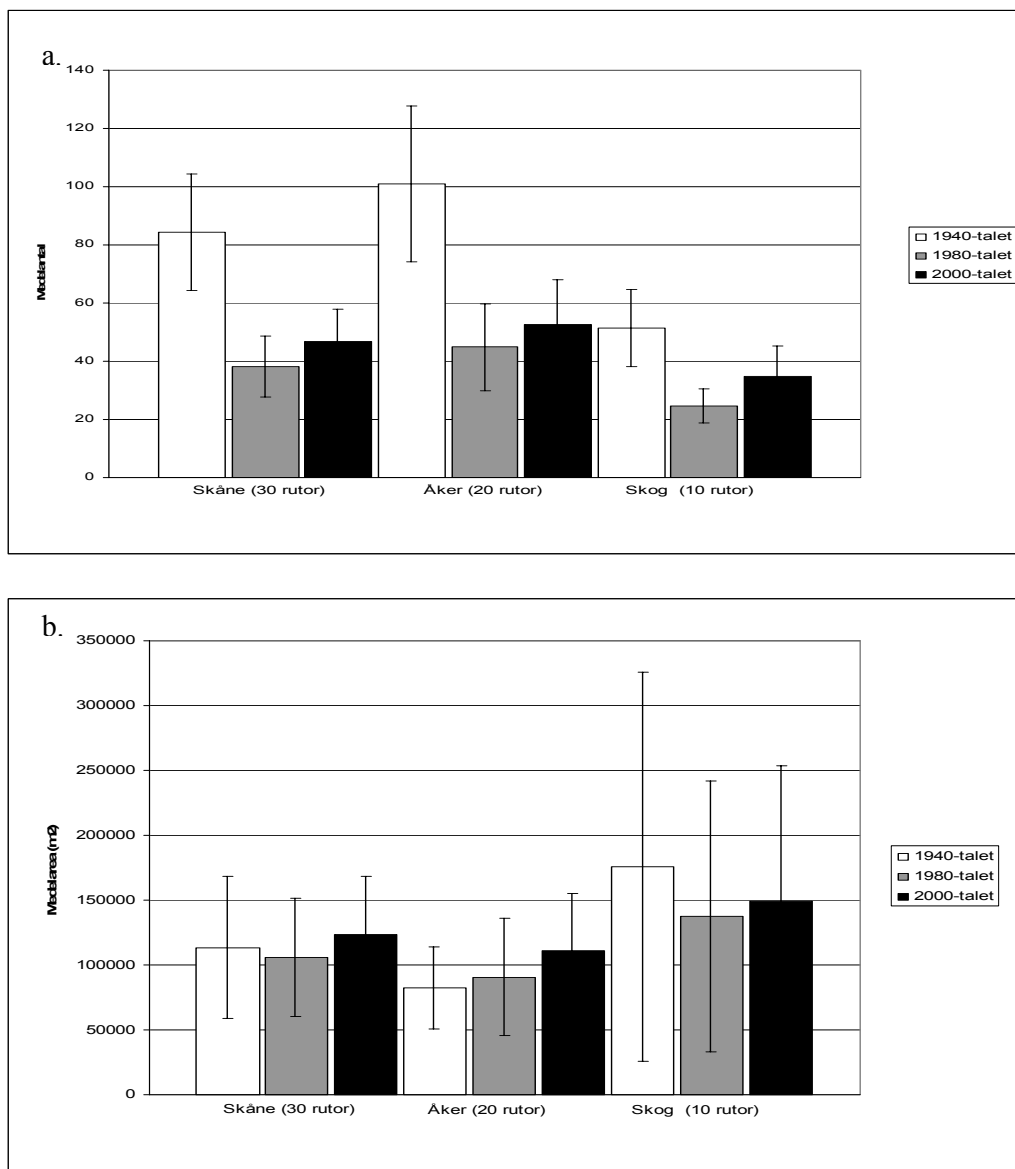 a.
140
120
100
80
60
40
20
0
Medelantal
Skåne (30 rutor)
Åker (20 rutor)
Skog (10 rutor)
1940-talet
1980-talet
2000-talet
b.
350000
300000
250000
200000
150000
100000
50000
0
Medelarea (m2)
Skåne (30 rutor)
Åker (20 rutor)
Skog (10 rutor)
1940-talet
1980-talet
2000-talet